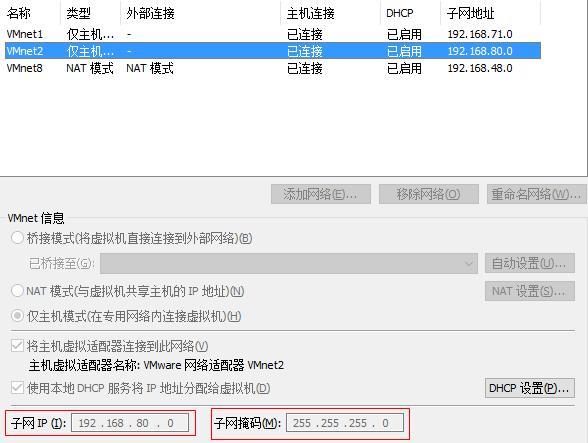 名称 类型 外部连接 主机连接 DHCP 子网地址
VMnet1 仅主机... - 已连接 已启用 192.168.71.0
VMnet2 仅主机... - 已连接 已启用 192.168.80.0
VMnet8 NAT 模式 NAT 模式 已连接 已启用 192.168.48.0
添加网络(E)... 移除网络(O) 重命名网络(W)...
VMnet 信息
桥接模式(将虚拟机直接连接到外部网络)(B)
已桥接至(G): 自动设置(U)...
NAT 模式(与虚拟机共享主机的 IP 地址)(N) NAT 设置(S)...
仅主机模式(在专用网络内连接虚拟机)(H)
将主机虚拟适配器连接到此网络(V)
主机虚拟适配器名称: VMware 网络适配器 VMnet2
使用本地 DHCP 服务将 IP 地址分配给虚拟机(D) DHCP 设置(P)...
子网 IP (I): 192 . 168 . 80 . 0 子网掩码(M): 255 . 255 . 255 . 0